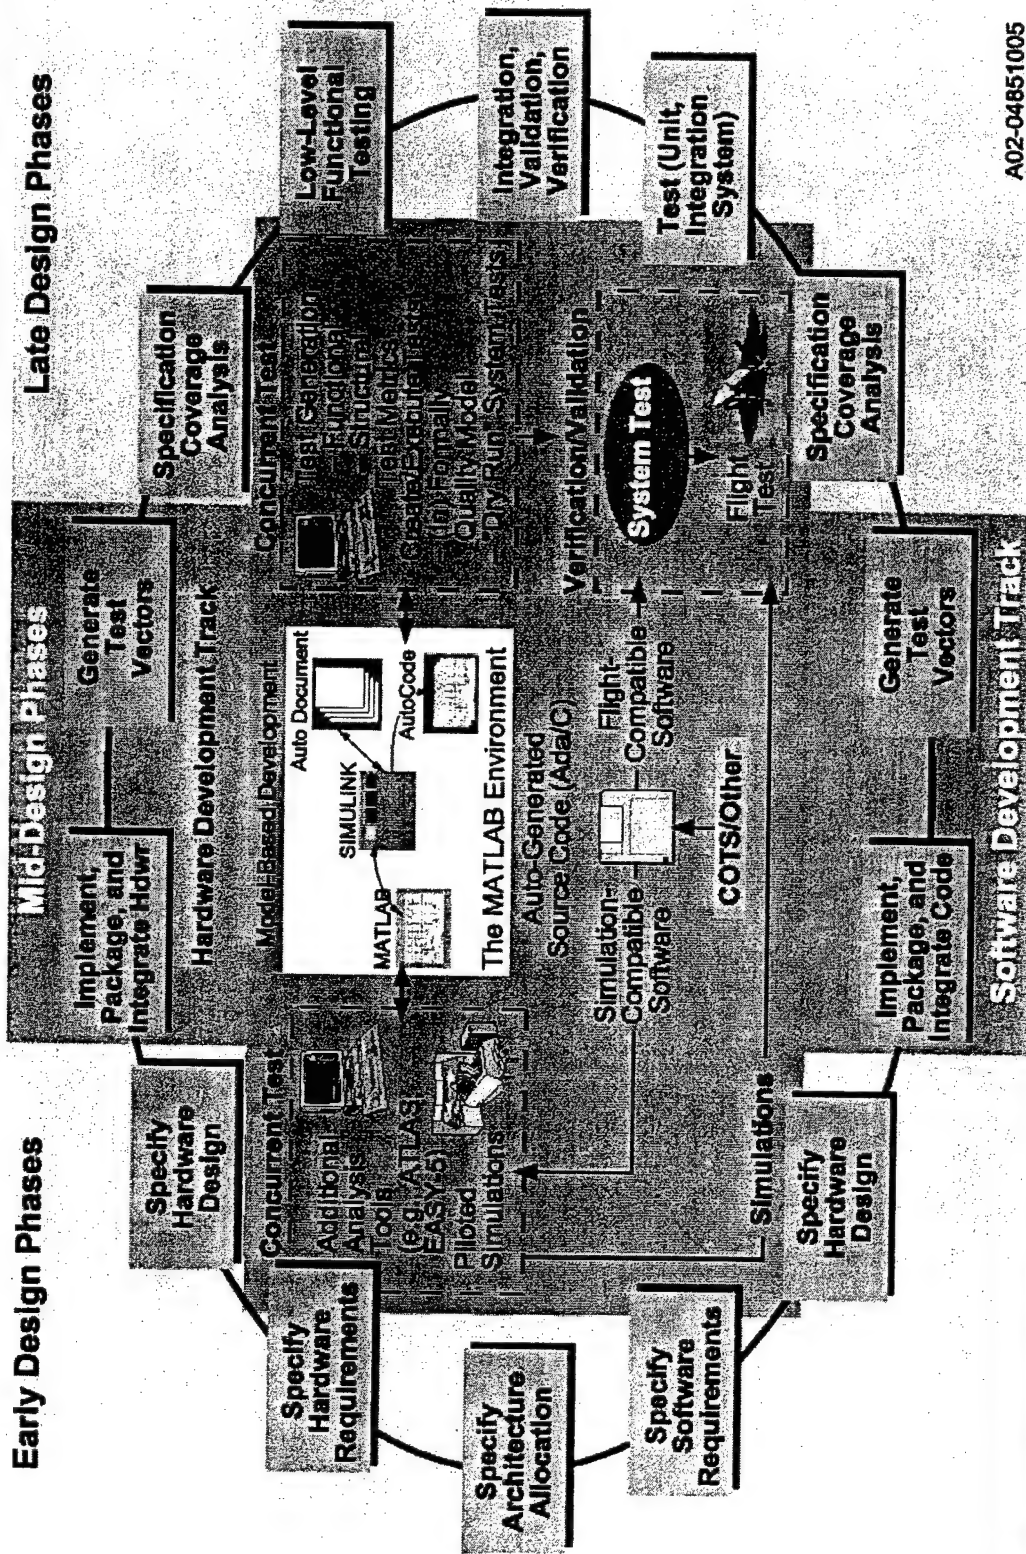 Early Design Phases
Mid-Design Phases
Late Design Phases
Specify
Hardware
Design
Implement,
Package, and
Integrate Hdwr
Generate
Test
Vectors
Specification
Coverage
Analysis
Hardware Development Track
Specify
Hardware
Requirements
Low-Level
Functional
Testing
Concurrent Test
Additional
Analysis
Tools
(e.g., ATLAS,
EASY-5)
Piloted
Simulations
Model-Based Development
Auto Document
SIMULINK
MATLAB
AutoCode
The MATLAB Environment
Concurrent Test
Test Generation
Functional
Structural
Test Metrics
Create/Execute Tests
(In) Formally
Quality Model
"Dry Run" System Tests
Specify
Architecture
Allocation
Integration,
Validation,
Verification
Auto-Generated
Source Code (Ada/C)
Simulation-
Compatible
Software
Flight-
Compatible
Software
COTS/Other
Verification/Validation
System Test
Flight
Test
Specify
Software
Requirements
Simulations
Test (Unit,
Integration
System)
Specify
Hardware
Design
Implement,
Package, and
Integrate Code
Generate
Test
Vectors
Specification
Coverage
Analysis
Software Development Track
A02-04851005